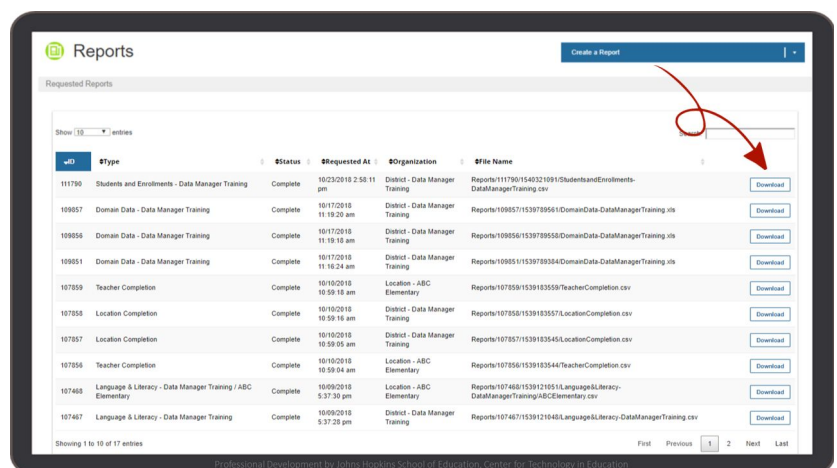 Reports
Create a Report
Requested Reports
Show 10 entries
Search:
ID Type Status Requested At Organization File Name
111790 Students and Enrollments - Data Manager Training Complete 10/23/2018 2:58:11 pm District - Data Manager Training Reports/111790/1540321091/StudentsandEnrollments-DataManagerTraining.csv Download
109857 Domain Data - Data Manager Training Complete 10/17/2018 11:19:20 am District - Data Manager Training Reports/109857/1539789561/DomainData-DataManagerTraining.xls Download
109856 Domain Data - Data Manager Training Complete 10/17/2018 11:19:18 am District - Data Manager Training Reports/109856/1539789558/DomainData-DataManagerTraining.xls Download
109851 Domain Data - Data Manager Training Complete 10/17/2018 11:16:24 am District - Data Manager Training Reports/109851/1539789384/DomainData-DataManagerTraining.xls Download
107859 Teacher Completion Complete 10/10/2018 10:59:18 am Location - ABC Elementary Reports/107859/1539183559/TeacherCompletion.csv Download
107858 Location Completion Complete 10/10/2018 10:59:16 am District - Data Manager Training Reports/107858/1539183557/LocationCompletion.csv Download
107857 Location Completion Complete 10/10/2018 10:59:05 am District - Data Manager Training Reports/107857/1539183545/LocationCompletion.csv Download
107856 Teacher Completion Complete 10/10/2018 10:59:04 am Location - ABC Elementary Reports/107856/1539183544/TeacherCompletion.csv Download
107468 Language & Literacy - Data Manager Training / ABC Elementary Complete 10/09/2018 5:37:30 pm Location - ABC Elementary Reports/107468/1539121051/Language&Literacy-DataManagerTraining/ABCElementary.csv Download
107467 Language & Literacy - Data Manager Training Complete 10/09/2018 5:37:28 pm District - Data Manager Training Reports/107467/1539121048/Language&Literacy-DataManagerTraining.csv Download
Showing 1 to 10 of 17 entries First Previous 1 2 Next Last
Professional Development by Johns Hopkins School of Education, Center for Technology in Education